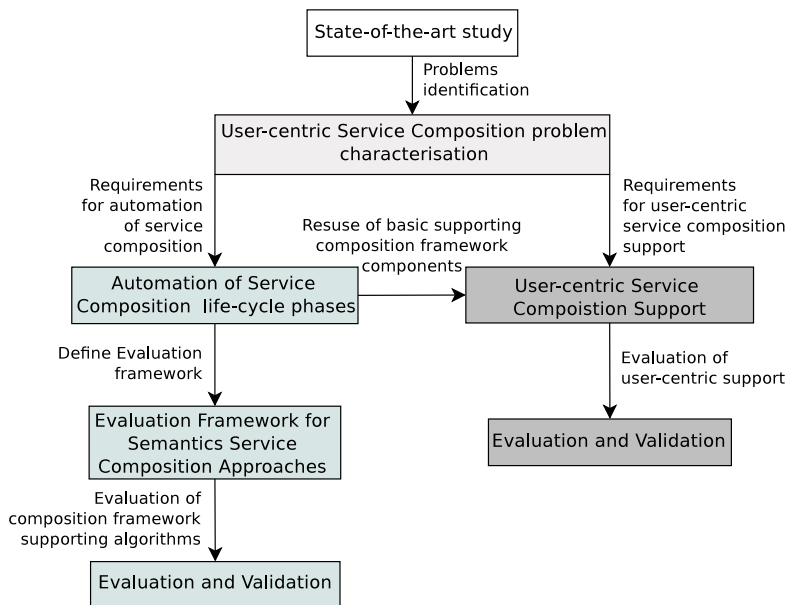 State-of-the-art study
Problems
identification
User-centric Service Composition problem
characterisation
Requirements
for automation
of service
composition
Resuse of basic supporting
composition framework
components
Requirements
for user-centric
service composition
support
Automation of Service
Composition life-cycle phases
User-centric Service
Compoistion Support
Define Evaluation
framework
Evaluation of
user-centric support
Evaluation Framework for
Semantics Service
Composition Approaches
Evaluation and Validation
Evaluation of
composition framework
supporting algorithms
Evaluation and Validation